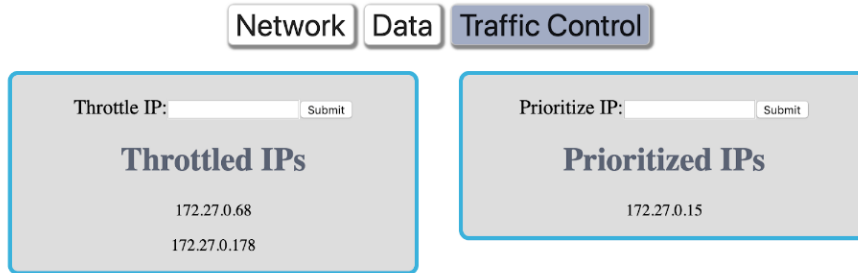 Network Data Traffic Control
Throttle IP: Submit
Throttled IPs
172.27.0.68
172.27.0.178
Prioritize IP: Submit
Prioritized IPs
172.27.0.15